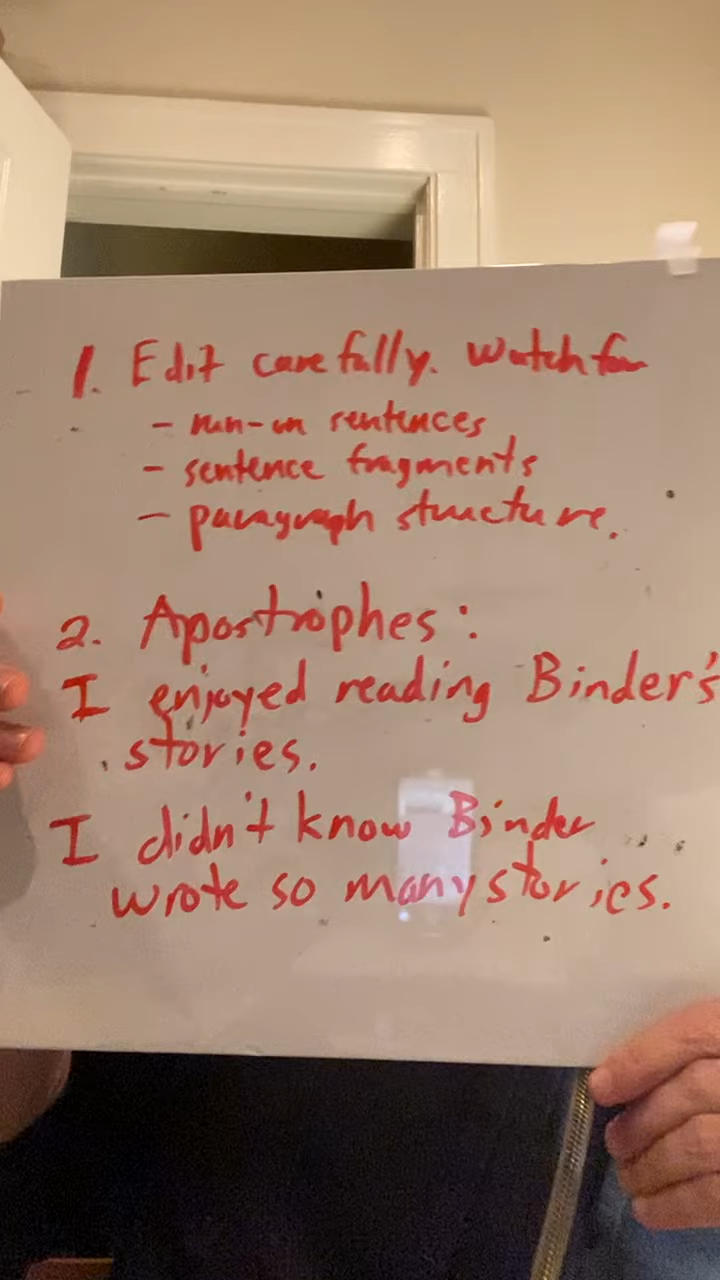 1. Edit carefully. Watch for
- run-on sentences
- sentence fragments
- paragraph structure.
2. Apostrophes:
I enjoyed reading Binder's
stories.
I didn't know Binder
wrote so many stories.